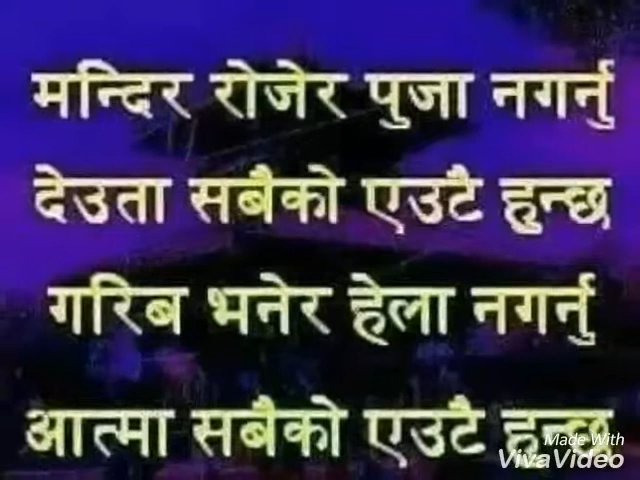 मन्दिर रोजेर पुजा नगर्नु
देउता सबैको एउटै हुन्छ
गरिब भनेर हेला नगर्नु
आत्मा सबैको एउटै हुन्छ
Made With
VivaVideo